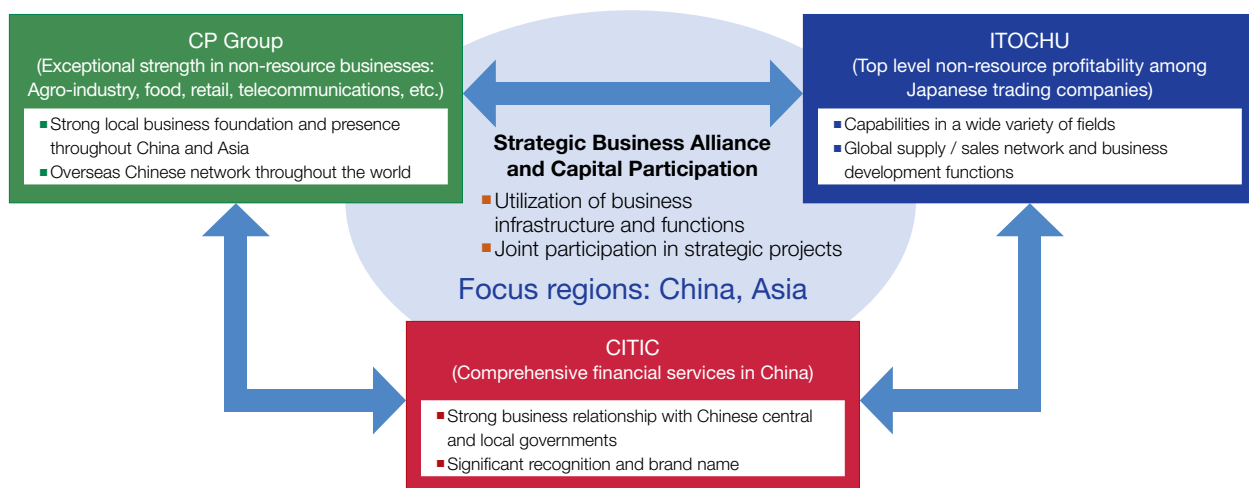 CP Group
(Exceptional strength in non-resource businesses:
Agro-industry, food, retail, telecommunications, etc.)
■Strong local business foundation and presence
throughout China and Asia
■Overseas Chinese network throughout the world
ITOCHU
(Top level non-resource profitability among
Japanese trading companies)
■Capabilities in a wide variety of fields
■Global supply / sales network and business
development functions
Strategic Business Alliance
and Capital Participation
■Utilization of business
infrastructure and functions
■Joint participation in strategic projects
Focus regions: China, Asia
CITIC
(Comprehensive financial services in China)
■Strong business relationship with Chinese central
and local governments
■Significant recognition and brand name